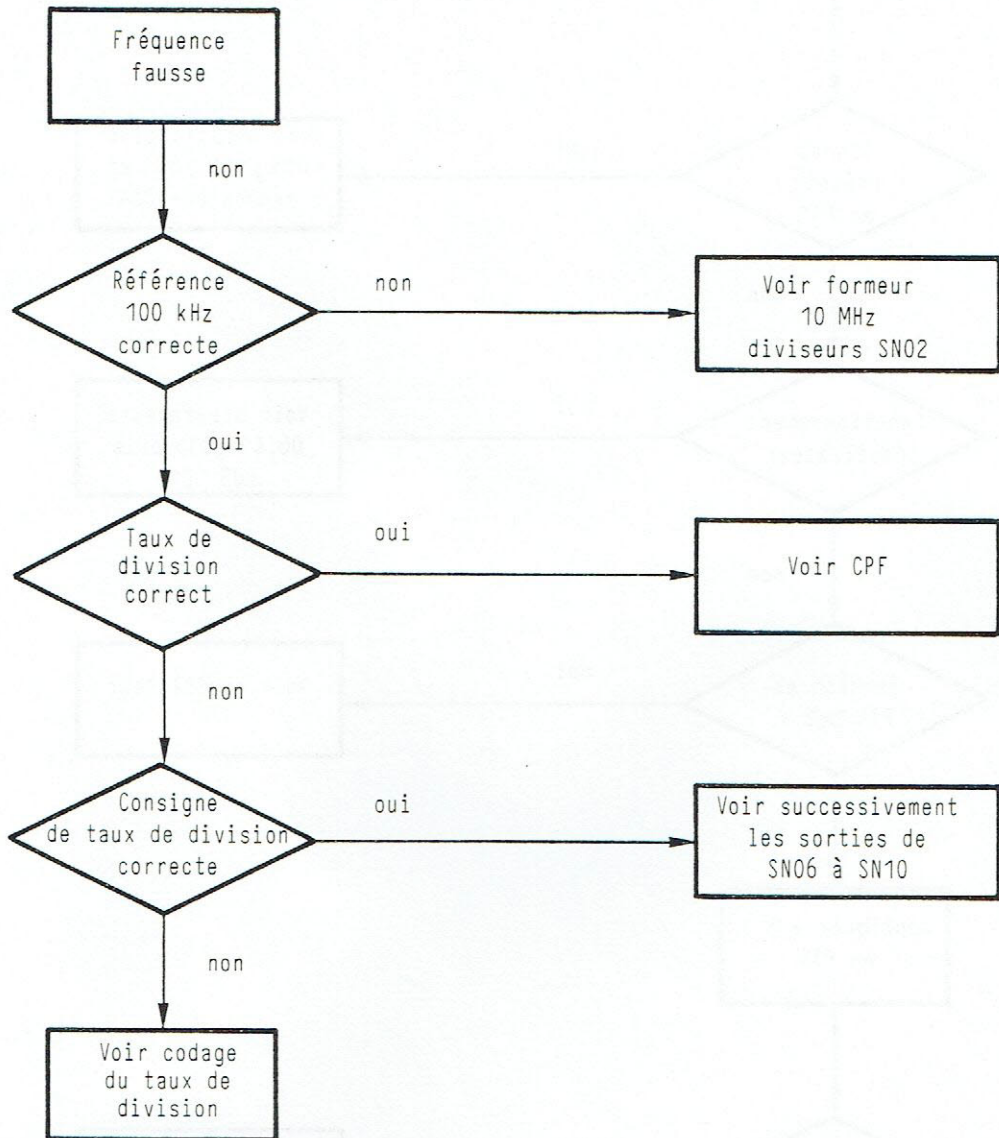 Fréquence
fausse
non
Référence
100 kHz
correcte
non
Voir formeur
10 MHz
diviseurs SN02
oui
Taux de
division
correct
oui
Voir CPF
non
Consigne
de taux de division
correcte
oui
Voir successivement
les sorties de
SN06 à SN10
non
Voir codage
du taux de
division